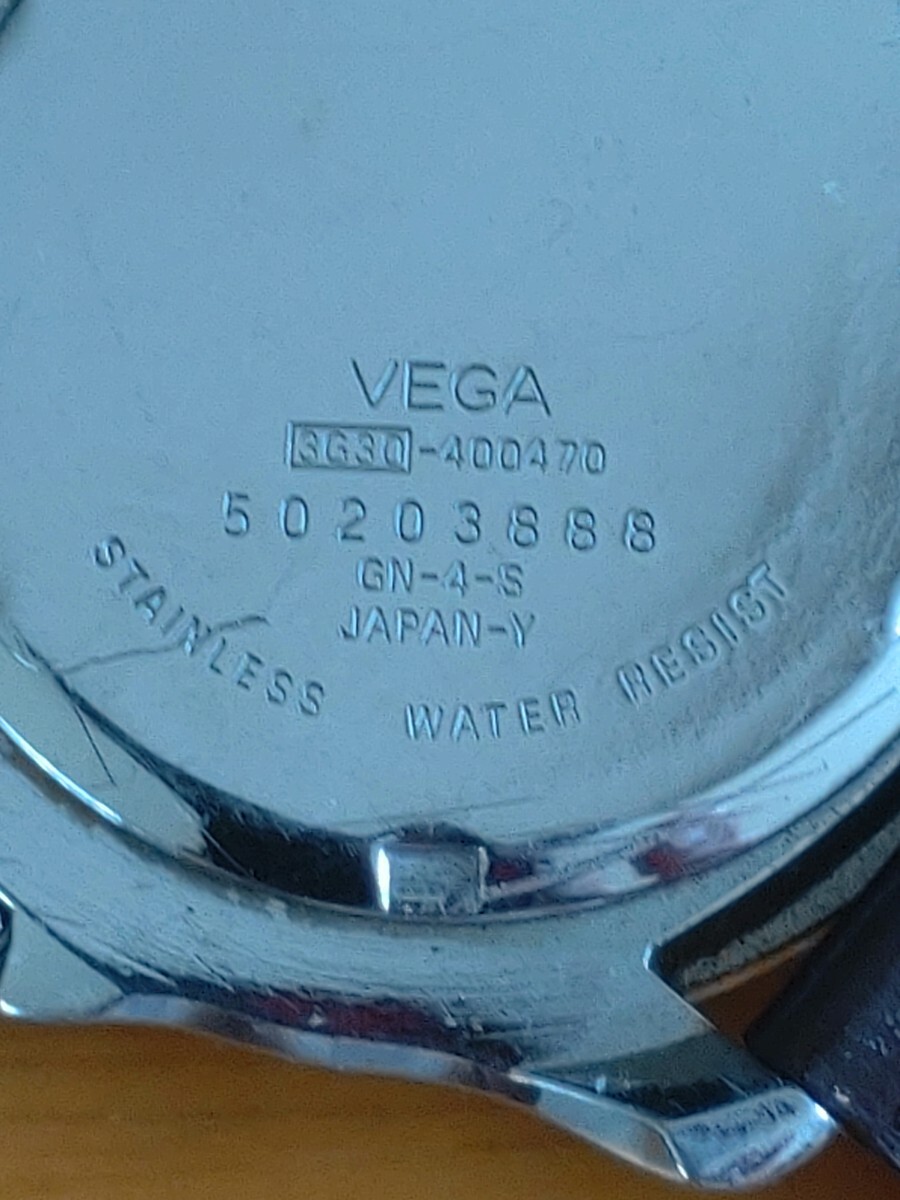 VEGA
3G30-400470
50203888
GN-4-S
JAPAN-Y
STAINLESS WATER RESIST